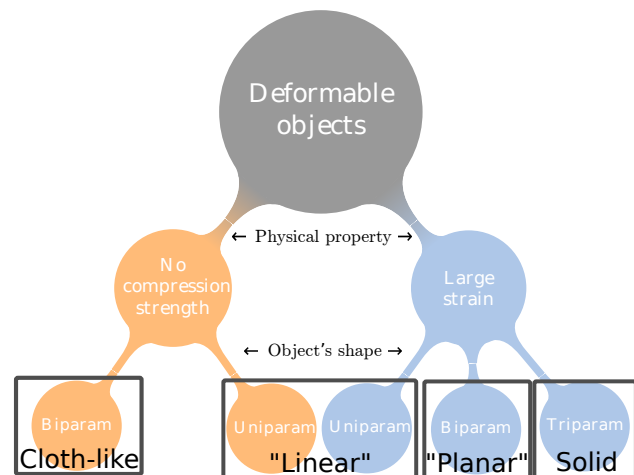 Deformable
objects
← Physical property →
No
compression
strength
Large
strain
← Object's shape →
Biparam
Uniparam
Uniparam
Biparam
Triparam
Cloth-like
"Linear"
"Planar"
Solid